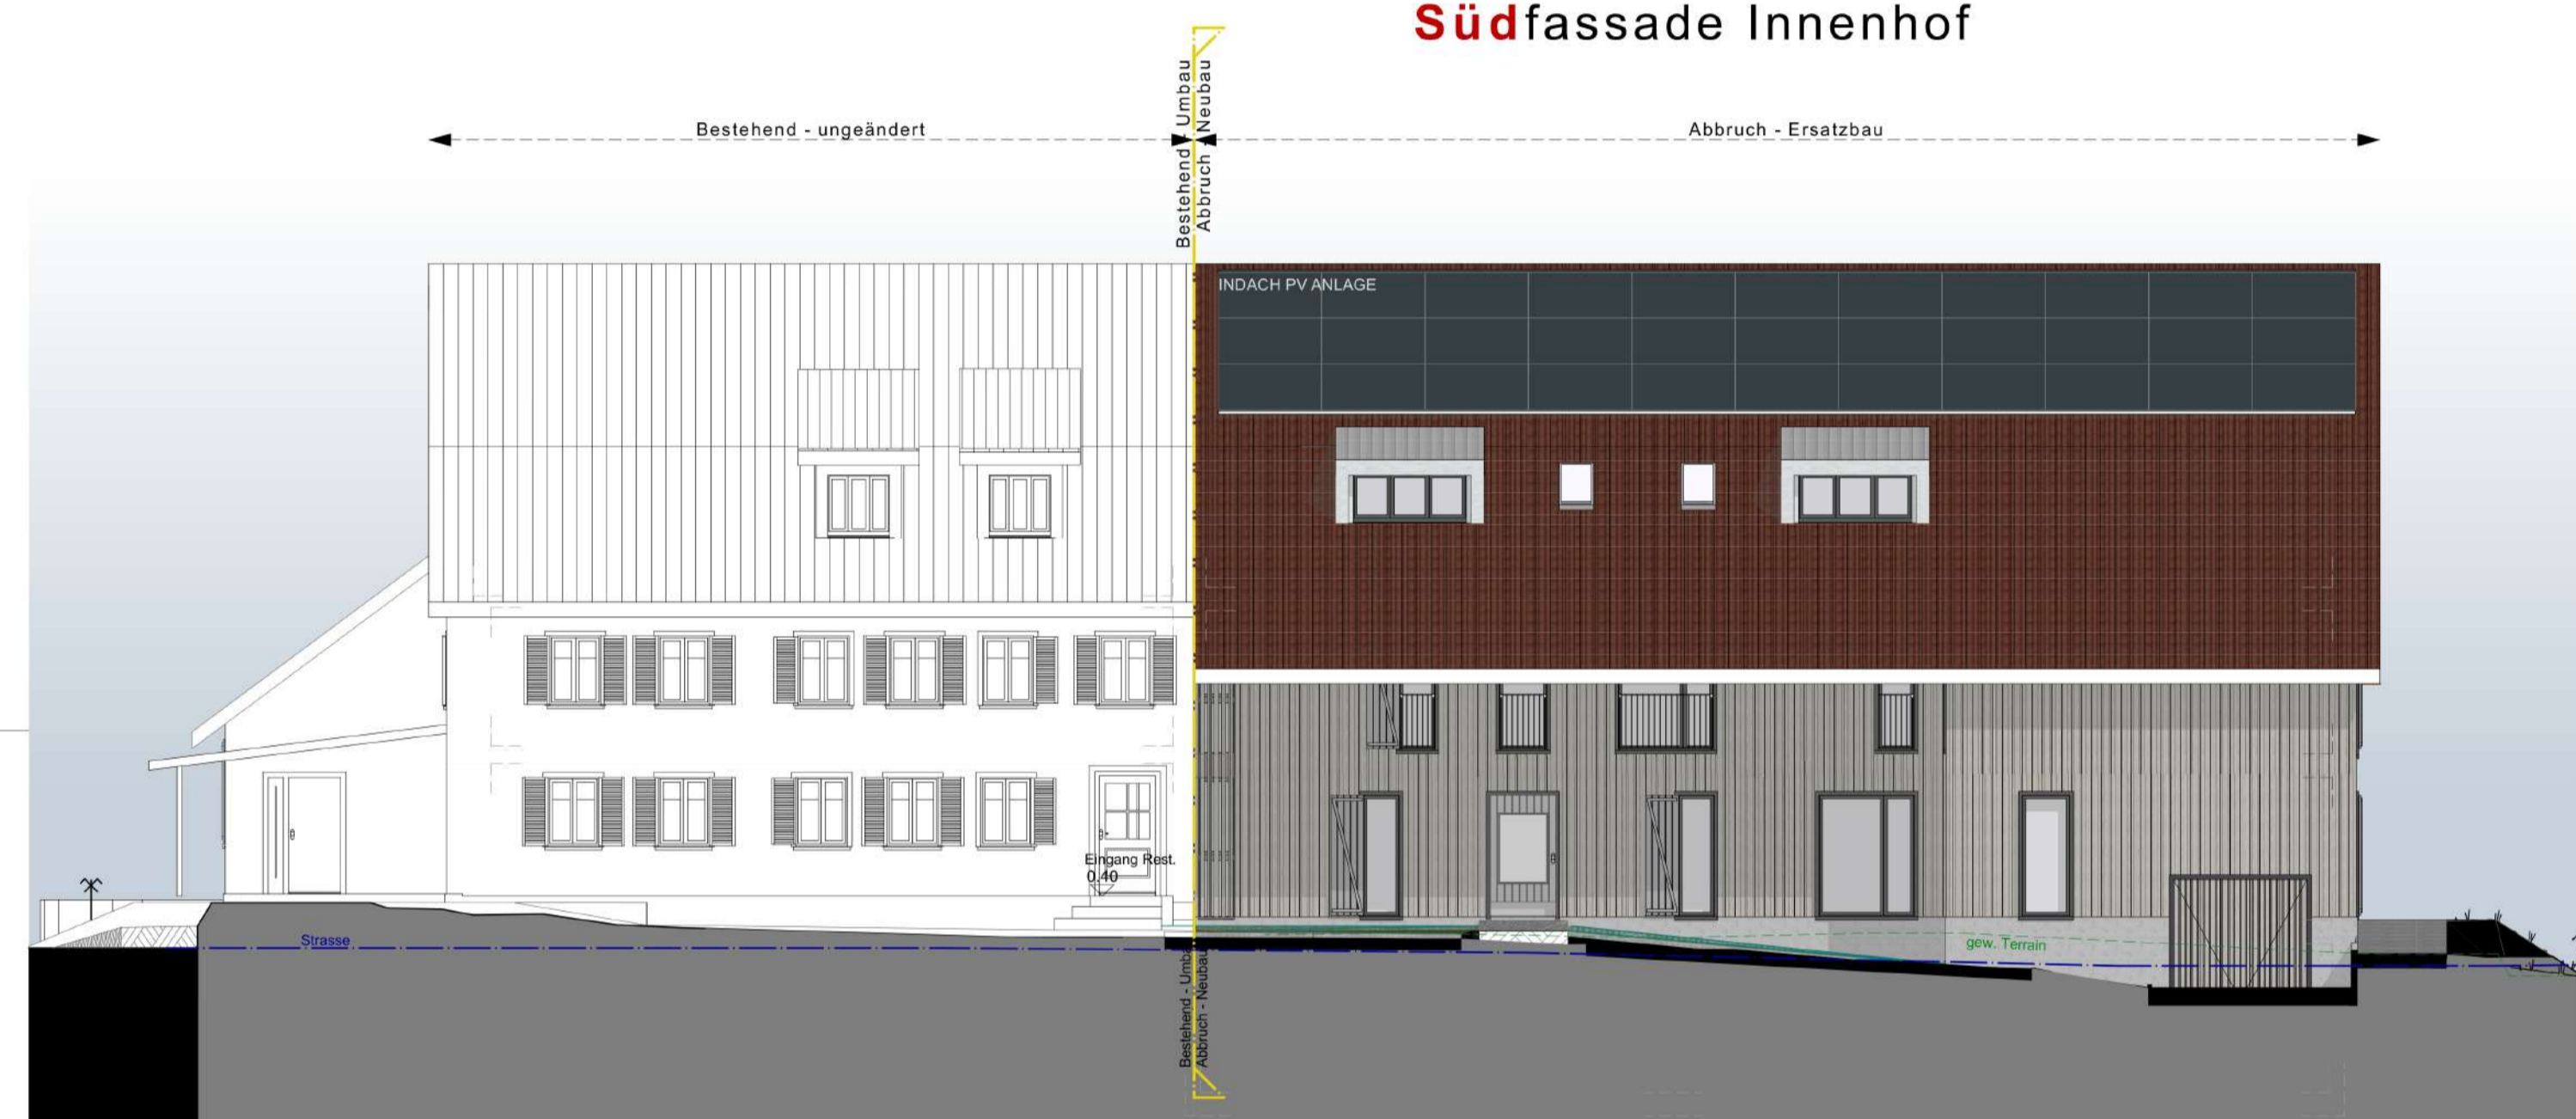 Südfassade Innenhof
Bestehend - Umbau
Abbruch - Neubau
Bestehend - ungeändert
Abbruch - Ersatzbau
INDACH PV ANLAGE
Eingang Rest.
0.40
Strasse
gew. Terrain
Bestehend - Umbau
Abbruch - Neubau